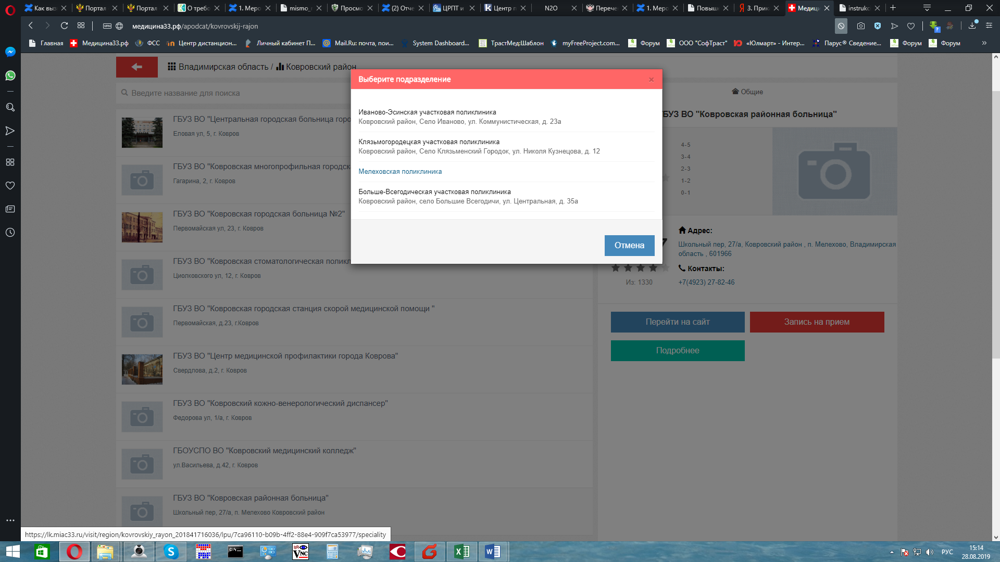 Как вызв
Портал
Портал
О требо
1. Меро
mismo_r
Просмо
(2) Отче
ЦРПТ и
Центр п
N2O
Перече
1. Меро
Повыше
3. Прик
Медици
instrukc
VPN
медицина33.рф/apodcat/kovrovskij-rajon
Главная
Медицина33.рф
ФСС
Центр дистанцион...
Личный кабинет П...
Mail.Ru: почта, пои...
System Dashboard...
ТрастМед:Шаблон
myFreeProject.com...
Форум
ООО "СофТраст"
«Юлмарт» - Интер...
Парус® Сведение...
Форум
Форум
»
Владимирская область / Ковровский район
Введите название для поиска
ГБУЗ ВО "Центральная городская больница горо
Еловая ул, 5, г. Ковров
ГБУЗ ВО "Ковровская многопрофильная городск
Гагарина, 2, г. Ковров
ГБУЗ ВО "Ковровская городская больница №2"
Первомайская ул, 23, г. Ковров
ГБУЗ ВО "Ковровская стоматологическая поликл
Циолковского ул, 12, г. Ковров
ГБУЗ ВО "Ковровская городская станция скорой медицинской помощи "
Первомайская, д.23, г.Ковров
ГБУЗ ВО "Центр медицинской профилактики города Коврова"
Свердлова, д.2, г. Ковров
ГБУЗ ВО "Ковровский кожно-венерологический диспансер"
Федорова ул, 1/а, г. Ковров
ГБОУСПО ВО "Ковровский медицинский колледж"
ул.Васильева, д.42, г. Ковров
ГБУЗ ВО "Ковровская районная больница"
Школьный пер, 27/а, п. Мелехово Ковровский район
Выберите подразделение
×
Иваново-Эсинская участковая поликлиника
Ковровский район, Село Иваново, ул. Коммунистическая, д. 23а
Клязьмогородецкая участковая поликлиника
Ковровский район, Село Клязьменский Городок, ул. Николя Кузнецова, д. 12
Мелеховская поликлиника
Больше-Всегодическая участковая поликлиника
Ковровский район, село Большие Всегодичи, ул. Центральная, д. 35а
Отмена
Общие
ГБУЗ ВО "Ковровская районная больница"
4-5
3-4
2-3
1-2
0-1
7
Из: 1330
Адрес:
Школьный пер, 27/а, Ковровский район , п. Мелехово, Владимирская
область , 601966
Контакты:
+7(4923) 27-82-46
Перейти на сайт
Запись на прием
Подробнее
https://lk.miac33.ru/visit/region/kovrovskiy_rayon_201841716036/lpu/7ca96110-b09b-4ff2-88e4-909f7ca53977/speciality
РУС
15:14
28.08.2019